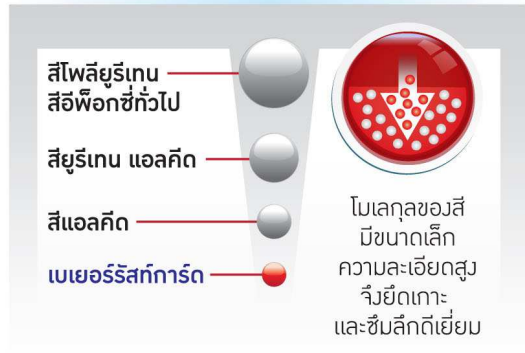 สีโพลียูรีเทน
สีอีพ็อกซี่ทั่วไป
สียูรีเทน แอลคีด
สีแอลคีด
เบเยอร์รัสท์การ์ด
โมเลกุลของสี
มีขนาดเล็ก
ความละเอียดสูง
จึงยึดเกาะ
และซึมลึกดีเยี่ยม